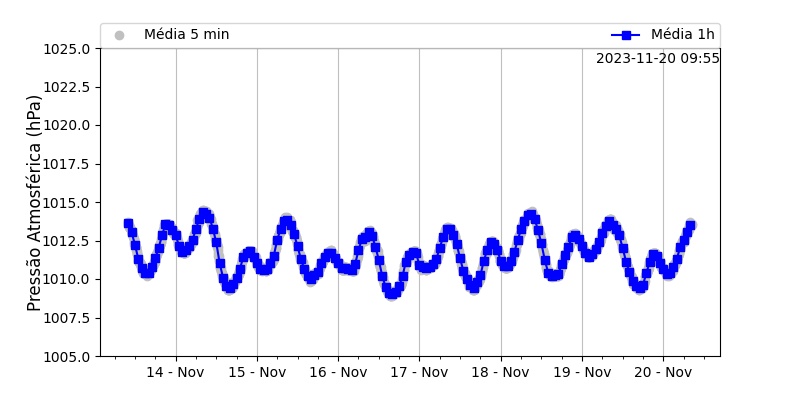 Média 5 min
Média 1h
2023-11-20 09:55
Pressão Atmosférica (hPa)
1025.0
1022.5
1020.0
1017.5
1015.0
1012.5
1010.0
1007.5
1005.0
14 - Nov
15 - Nov
16 - Nov
17 - Nov
18 - Nov
19 - Nov
20 - Nov